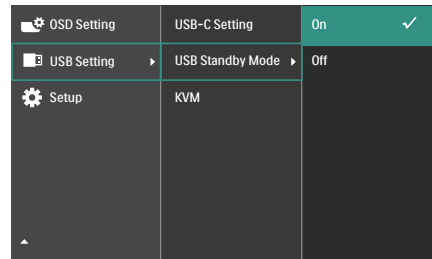 OSD Setting
USB Setting
Setup
USB-C Setting
USB Standby Mode
KVM
On
Off